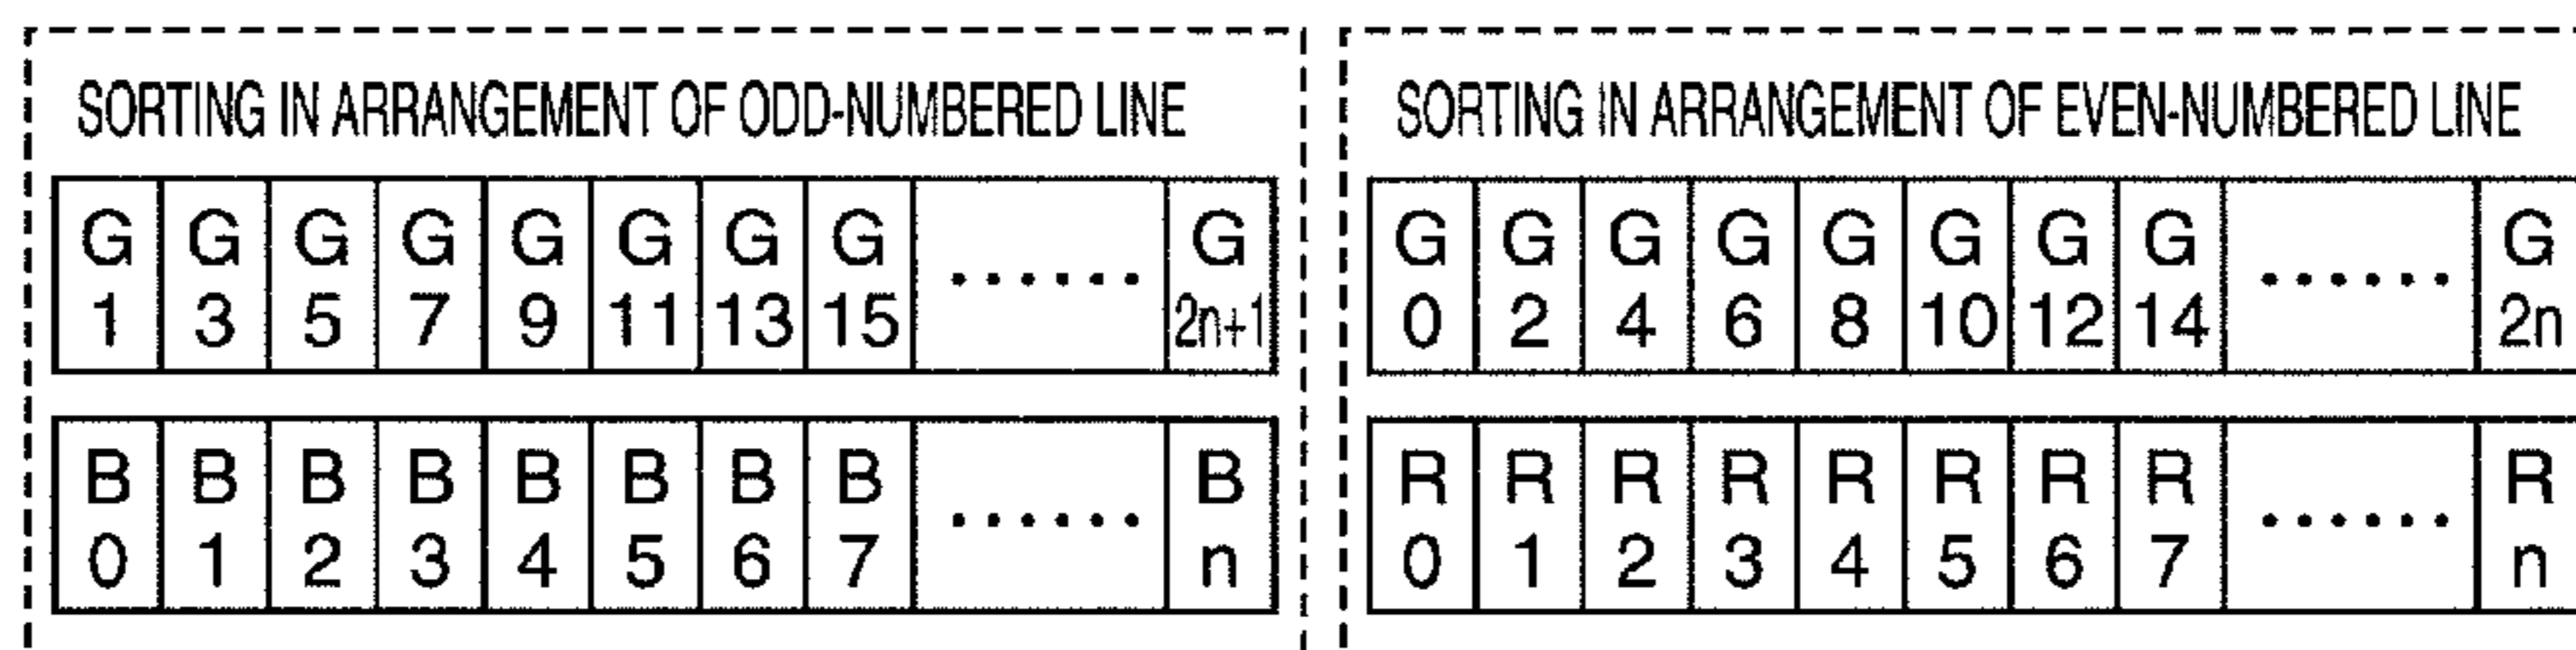 SORTING IN ARRANGEMENT OF ODD-NUMBERED LINE
G G G G G G G G ...... G
1 3 5 7 9 11 13 15 2n+1
B B B B B B B B ...... B
0 1 2 3 4 5 6 7 n
SORTING IN ARRANGEMENT OF EVEN-NUMBERED LINE
G G G G G G G G ...... G
0 2 4 6 8 10 12 14 2n
R R R R R R R R ...... R
0 1 2 3 4 5 6 7 n